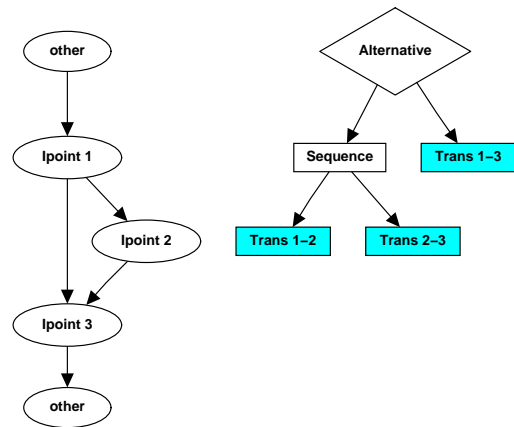 other
Ipoint 1
Ipoint 2
Ipoint 3
other
Alternative
Sequence
Trans 1–3
Trans 1–2
Trans 2–3